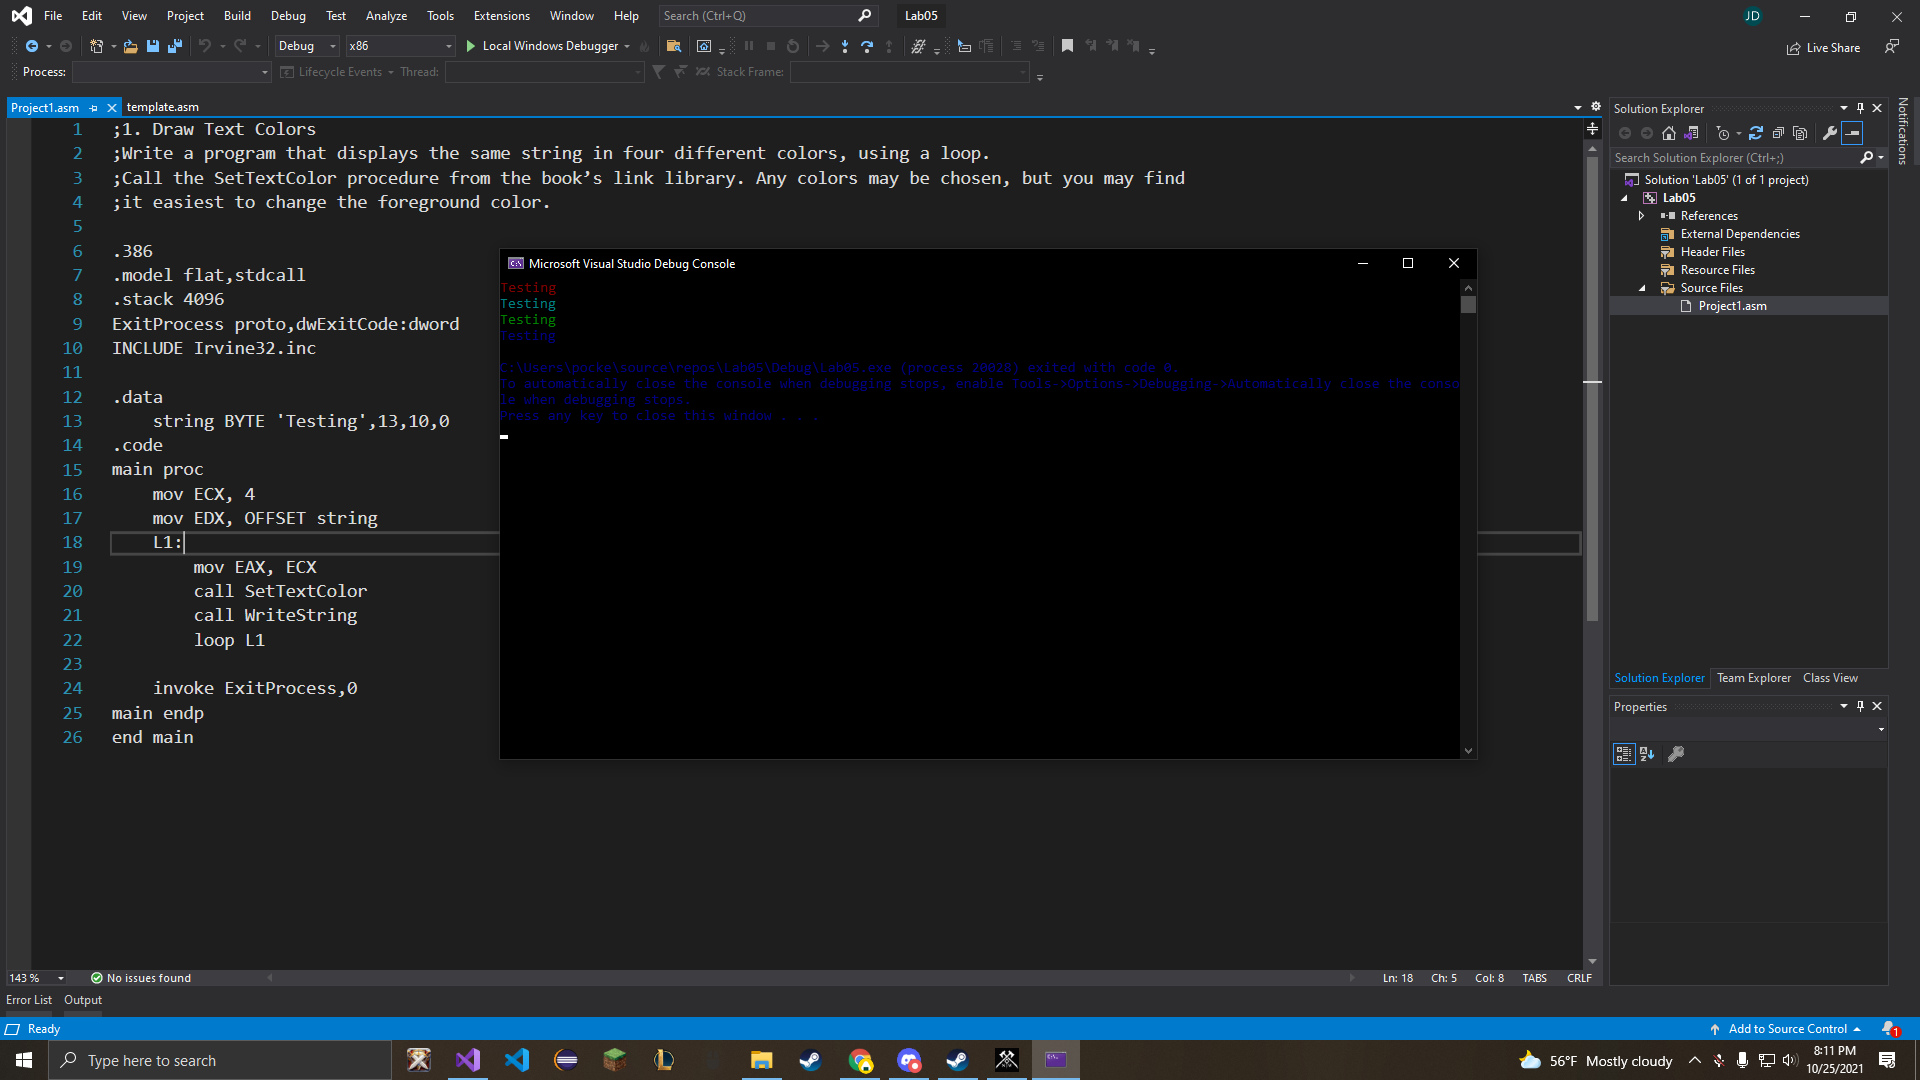 File Edit View Project Build Debug Test Analyze Tools Extensions Window Help Search (Ctrl+Q) Lab05 JD
Debug x86 Local Windows Debugger Live Share
Process: Lifecycle Events Thread: Stack Frame:
Project1.asm template.asm
1 ;1. Draw Text Colors
2 ;Write a program that displays the same string in four different colors, using a loop.
3 ;Call the SetTextColor procedure from the book’s link library. Any colors may be chosen, but you may find
4 ;it easiest to change the foreground color.
5
6 .386
7 .model flat,stdcall
8 .stack 4096
9 ExitProcess proto,dwExitCode:dword
10 INCLUDE Irvine32.inc
11
12 .data
13 string BYTE 'Testing',13,10,0
14 .code
15 main proc
16 mov ECX, 4
17 mov EDX, OFFSET string
18 L1:
19 mov EAX, ECX
20 call SetTextColor
21 call WriteString
22 loop L1
23
24 invoke ExitProcess,0
25 main endp
26 end main
Microsoft Visual Studio Debug Console
Testing
Testing
Testing
Testing
C:\Users\pocke\source\repos\Lab05\Debug\Lab05.exe (process 20028) exited with code 0.
To automatically close the console when debugging stops, enable Tools->Options->Debugging->Automatically close the conso
le when debugging stops.
Press any key to close this window . . .
Solution Explorer
Search Solution Explorer (Ctrl+;)
Solution 'Lab05' (1 of 1 project)
Lab05
References
External Dependencies
Header Files
Resource Files
Source Files
Project1.asm
Solution Explorer Team Explorer Class View
Properties
Notifications
143 % No issues found Ln: 18 Ch: 5 Col: 8 TABS CRLF
Error List Output
Ready Add to Source Control 1
Type here to search 56°F Mostly cloudy 8:11 PM
10/25/2021